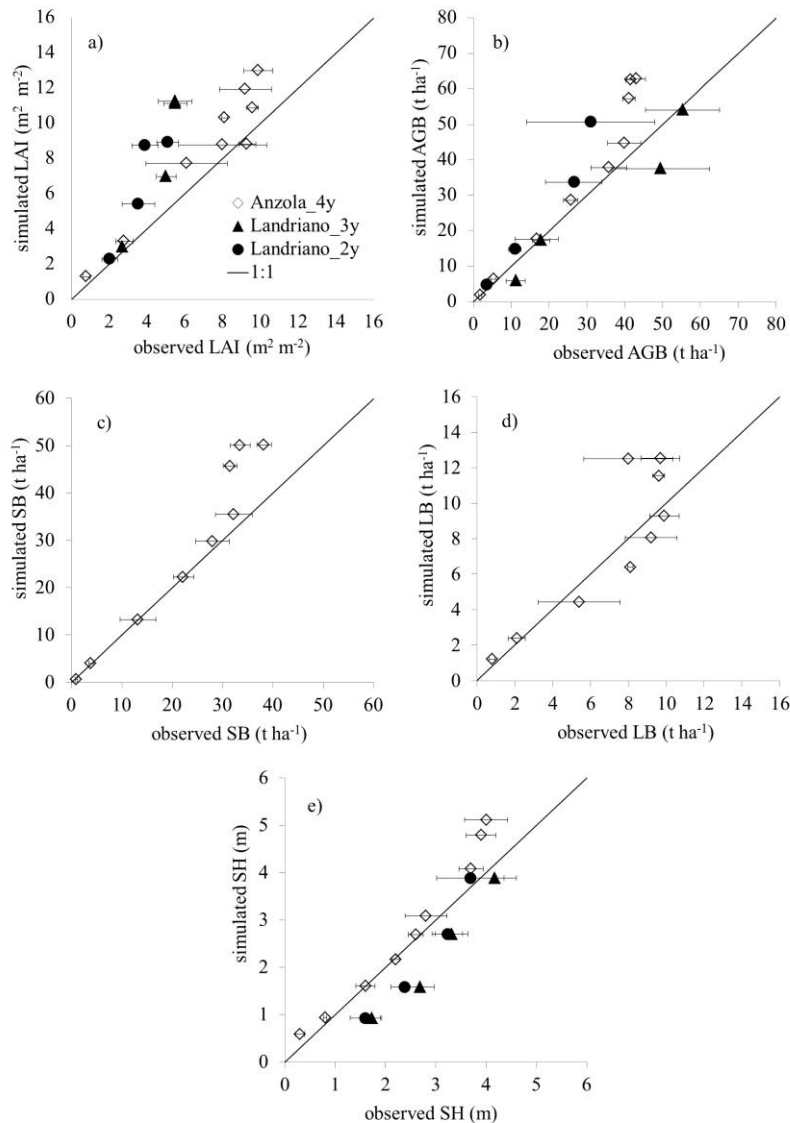 a)
simulated LAI (m² m⁻²)
16
14
12
10
8
6
4
2
0
◇ Anzola_4y
▲ Landriano_3y
● Landriano_2y
— 1:1
0 2 4 6 8 10 12 14 16
observed LAI (m² m⁻²)
b)
simulated AGB (t ha⁻¹)
80
70
60
50
40
30
20
10
0
0 10 20 30 40 50 60 70 80
observed AGB (t ha⁻¹)
c)
simulated SB (t ha⁻¹)
60
50
40
30
20
10
0
0 10 20 30 40 50 60
observed SB (t ha⁻¹)
d)
simulated LB (t ha⁻¹)
16
14
12
10
8
6
4
2
0
0 2 4 6 8 10 12 14 16
observed LB (t ha⁻¹)
e)
simulated SH (m)
6
5
4
3
2
1
0
0 1 2 3 4 5 6
observed SH (m)